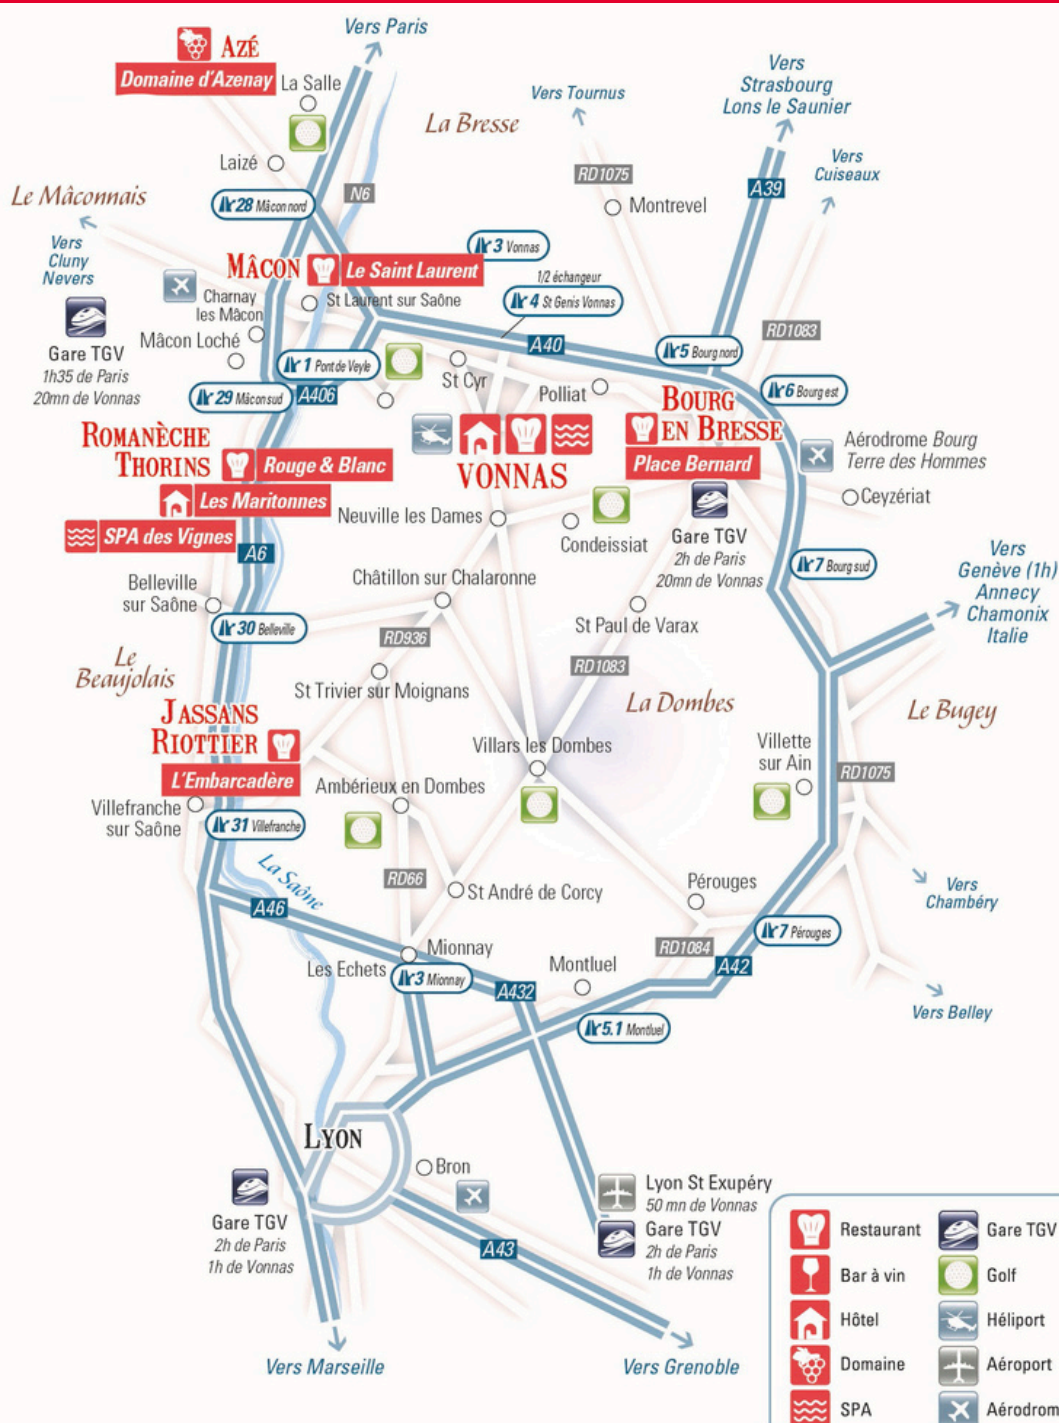 Vers Paris
AZÉ
Domaine d'Azenay
La Salle
Vers
Strasbourg
Lons le Saunier
Vers Tournus
La Bresse
Laizé
Vers
Cuiseaux
RD1075
A39
N6
Le Mâconnais
28 Mâcon nord
Montrevel
Vers
Cluny
Nevers
3 Vonnas
MÂCON
Le Saint Laurent
1/2 échangeur
4 St Genis Vonnas
Charnay
les Mâcon
St Laurent sur Saône
RD1083
Mâcon Loché
A40
5 Bourg nord
Gare TGV
1h35 de Paris
20mn de Vonnas
1 Pont de Veyle
St Cyr
Polliat
6 Bourg est
29 Mâcon sud
A406
BOURG
EN BRESSE
ROMANÈCHE
THORINS
Rouge & Blanc
VONNAS
Place Bernard
Aérodrome Bourg
Terre des Hommes
Les Maritonnes
Ceyzériat
SPA des Vignes
Neuville les Dames
Condeissiat
Gare TGV
2h de Paris
20mn de Vonnas
A6
7 Bourg sud
Vers
Genève (1h)
Annecy
Chamonix
Italie
Belleville
sur Saône
Châtillon sur Chalaronne
30 Belleville
RD936
St Paul de Varax
Le
Beaujolais
St Trivier sur Moignans
RD1083
La Dombes
Le Bugey
JASSANS
RIOTTIER
L'Embarcadère
Villars les Dombes
Villette
sur Ain
RD1075
Ambérieux en Dombes
Villefranche
sur Saône
31 Villefranche
La Saône
RD66
St André de Corcy
Pérouges
Vers
Chambéry
A46
7 Pérouges
Mionnay
Les Echets
3 Mionnay
RD1084
A42
Montluel
A432
5.1 Montluel
Vers Belley
LYON
Bron
Lyon St Exupéry
50 mn de Vonnas
Gare TGV
2h de Paris
1h de Vonnas
Gare TGV
2h de Paris
1h de Vonnas
A43
Vers Marseille
Vers Grenoble
Restaurant
Gare TGV
Bar à vin
Golf
Hôtel
Héliport
Domaine
Aéroport
SPA
Aérodrom